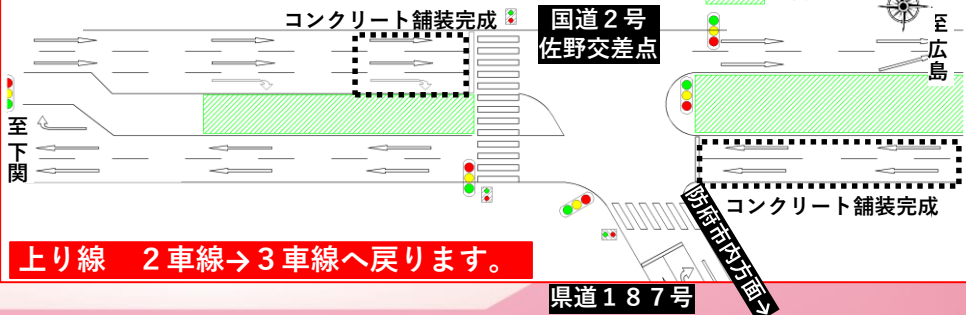 コンクリート舗装完成
国道２号
佐野交差点
至広島
至下関
コンクリート舗装完成
防府市内方面→
上り線　２車線→３車線へ戻ります。
県道１８７号